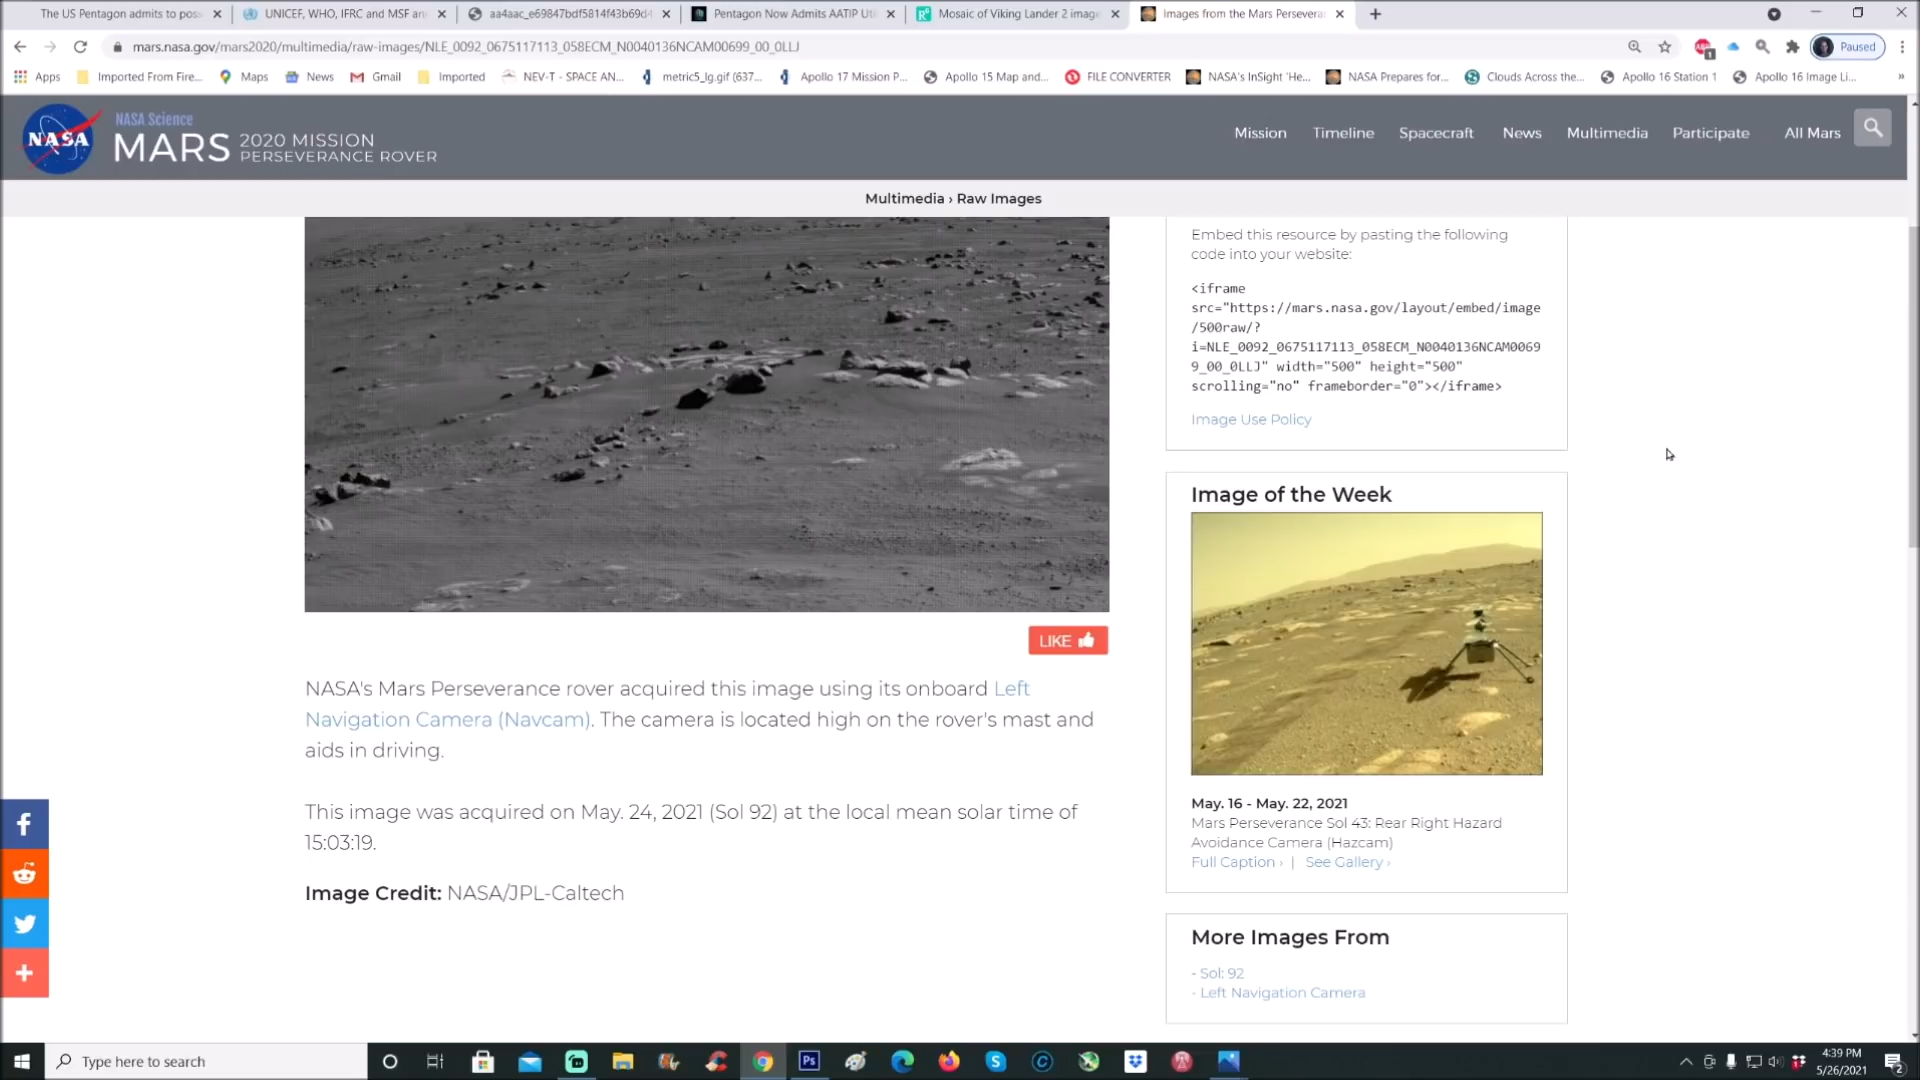 The US Pentagon admits to pos
UNICEF, WHO, IFRC and MSF an
aa4aac_e69847bdf5814f43b69d
Pentagon Now Admits AATIP Uti
Mosaic of Viking Lander 2 image
Images from the Mars Persevera
mars.nasa.gov/mars2020/multimedia/raw-images/NLE_0092_0675117113_058ECM_N0040136NCAM00699_00_0LLJ
Paused
Apps
Imported From Fire...
Maps
News
Gmail
Imported
NEV-T - SPACE AN...
metric5_lg.gif (637...
Apollo 17 Mission P...
Apollo 15 Map and...
FILE CONVERTER
NASA's InSight 'He...
NASA Prepares for...
Clouds Across the...
Apollo 16 Station 1
Apollo 16 Image Li...
NASA
NASA Science
MARS
2020 MISSION
PERSEVERANCE ROVER
Mission
Timeline
Spacecraft
News
Multimedia
Participate
All Mars
Multimedia › Raw Images
Embed this resource by pasting the following
code into your website:
<iframe
src="https://mars.nasa.gov/layout/embed/image
/500raw/?
i=NLE_0092_0675117113_058ECM_N0040136NCAM0069
9_00_0LLJ" width="500" height="500"
scrolling="no" frameborder="0"></iframe>
Image Use Policy
LIKE
NASA's Mars Perseverance rover acquired this image using its onboard Left
Navigation Camera (Navcam). The camera is located high on the rover's mast and
aids in driving.
This image was acquired on May. 24, 2021 (Sol 92) at the local mean solar time of
15:03:19.
Image Credit: NASA/JPL-Caltech
Image of the Week
May. 16 - May. 22, 2021
Mars Perseverance Sol 43: Rear Right Hazard
Avoidance Camera (Hazcam)
Full Caption › | See Gallery ›
More Images From
- Sol: 92
- Left Navigation Camera
Type here to search
Ps
4:39 PM
5/26/2021
2